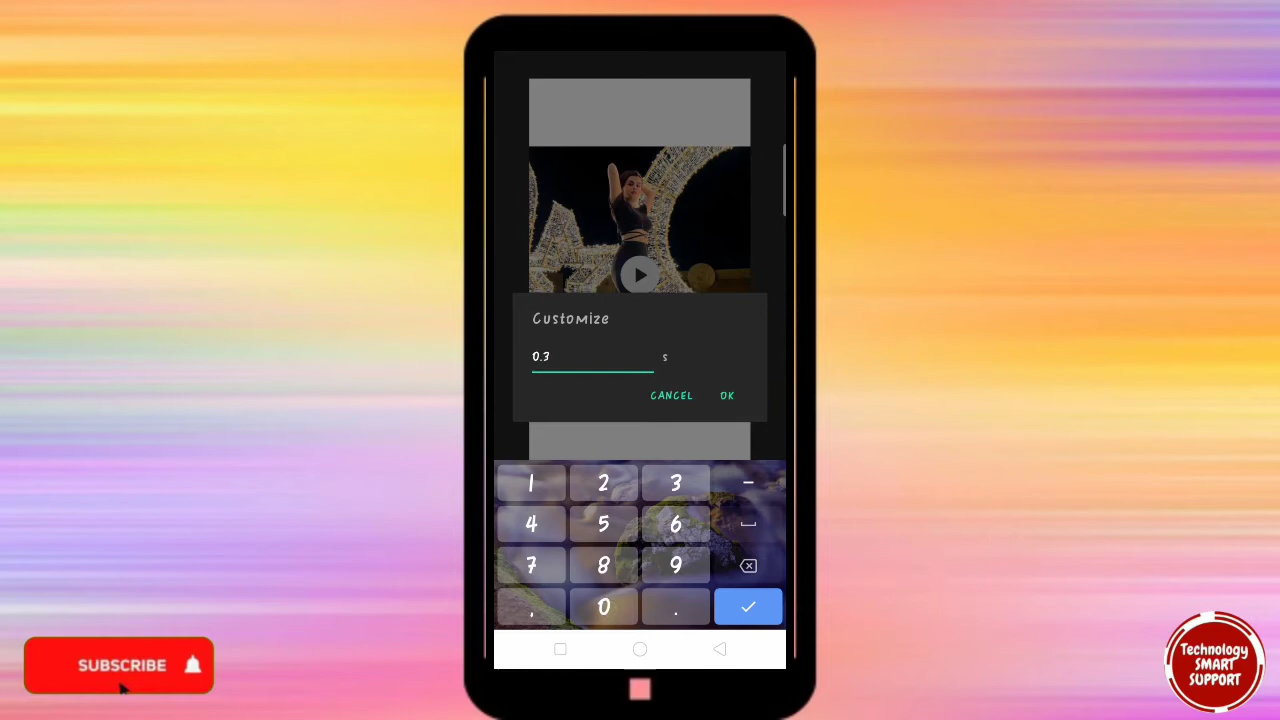 Customize
0.3 s
CANCEL OK
1 2 3 -
4 5 6
7 8 9
, 0 .
SUBSCRIBE
Technology
SMART
SUPPORT